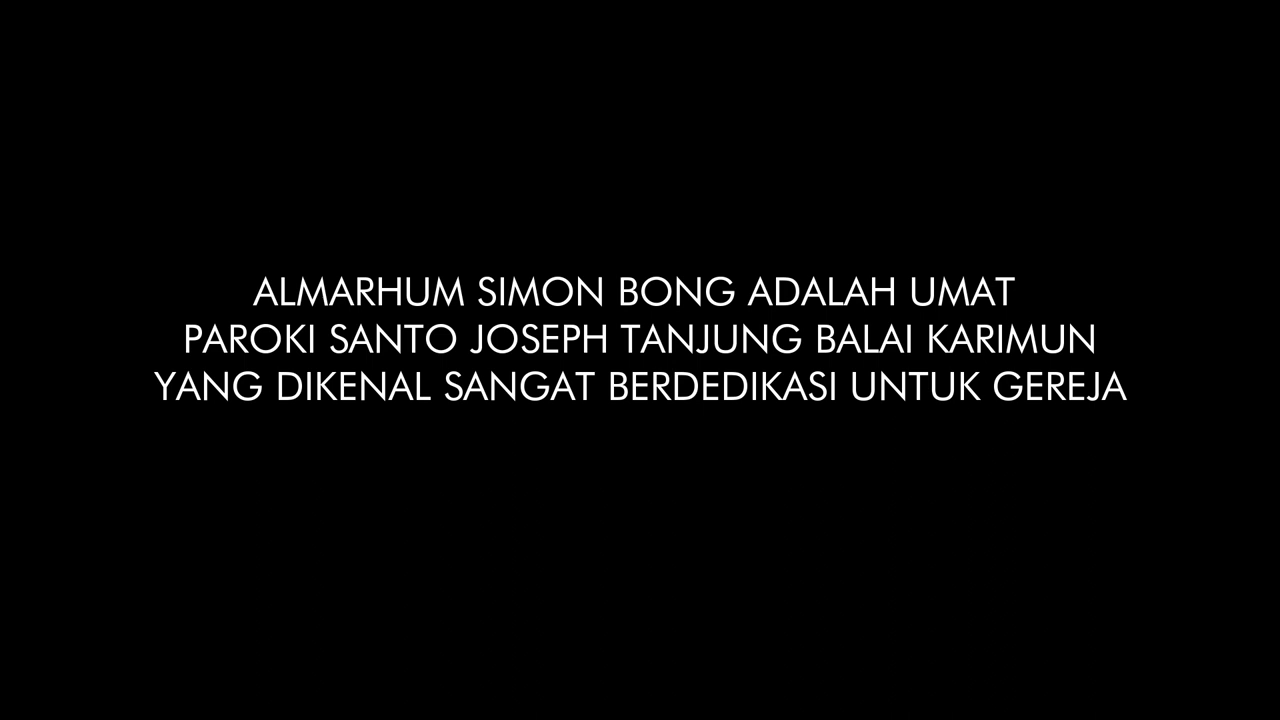 ALMARHUM SIMON BONG ADALAH UMAT
PAROKI SANTO JOSEPH TANJUNG BALAI KARIMUN
YANG DIKENAL SANGAT BERDEDIKASI UNTUK GEREJA